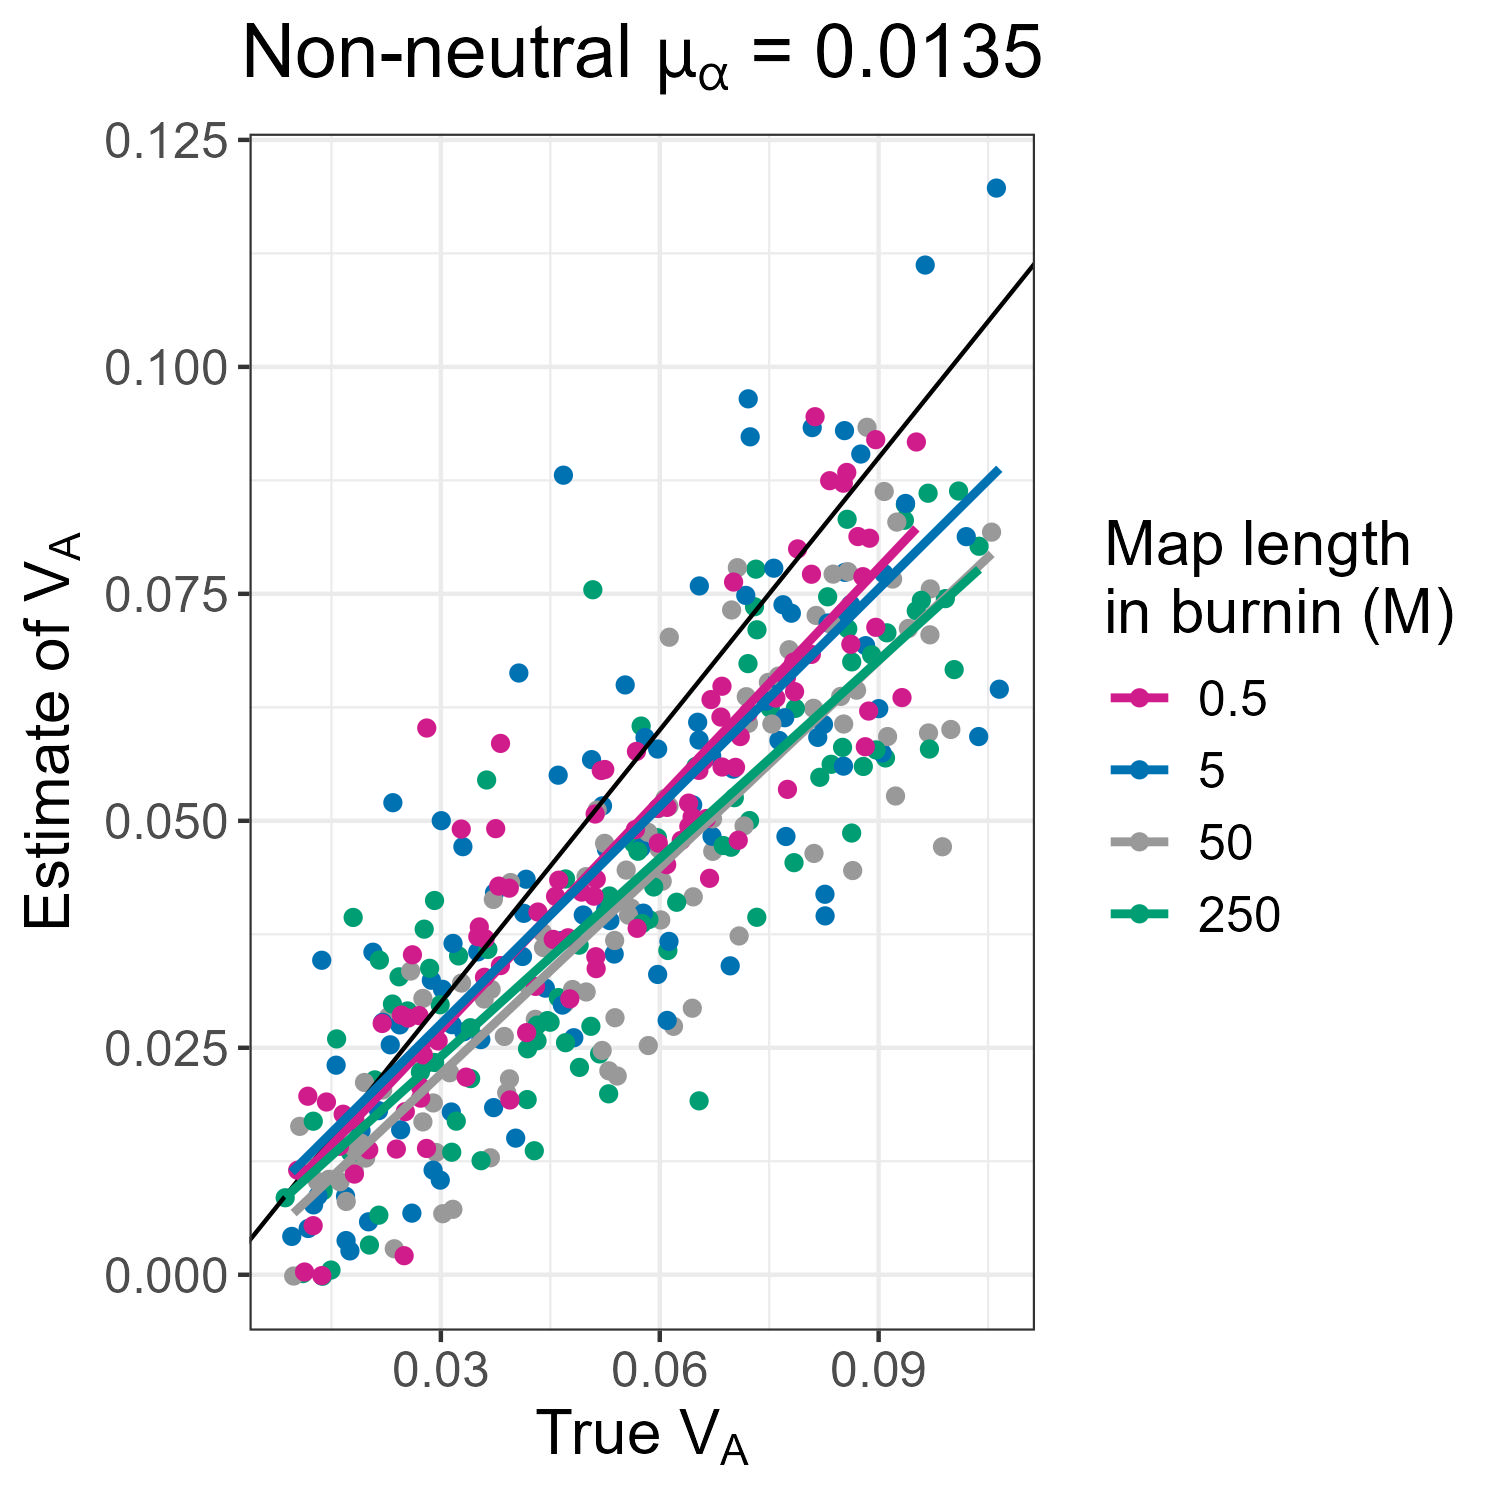 Non-neutral μα = 0.0135
0.125
0.100
0.075
0.050
0.025
0.000
Estimate of VA
0.03 0.06 0.09
True VA
Map length
in burnin (M)
0.5
5
50
250